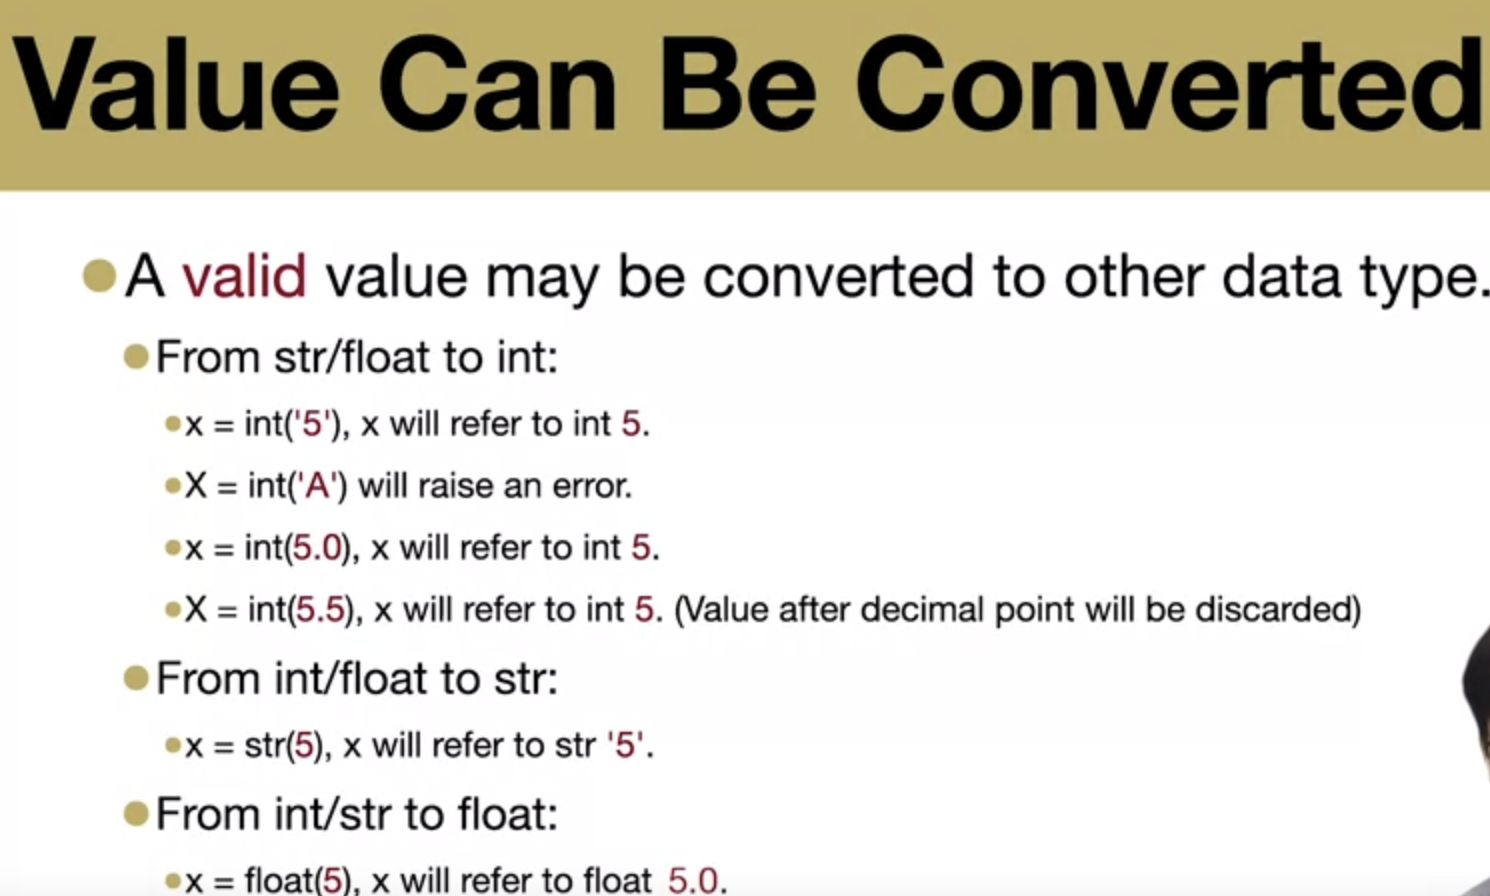 Value Can Be Converted
A valid value may be converted to other data type.
From str/float to int:
x = int('5'), x will refer to int 5.
X = int('A') will raise an error.
x = int(5.0), x will refer to int 5.
X = int(5.5), x will refer to int 5. (Value after decimal point will be discarded)
From int/float to str:
x = str(5), x will refer to str '5'.
From int/str to float:
x = float(5), x will refer to float 5.0.